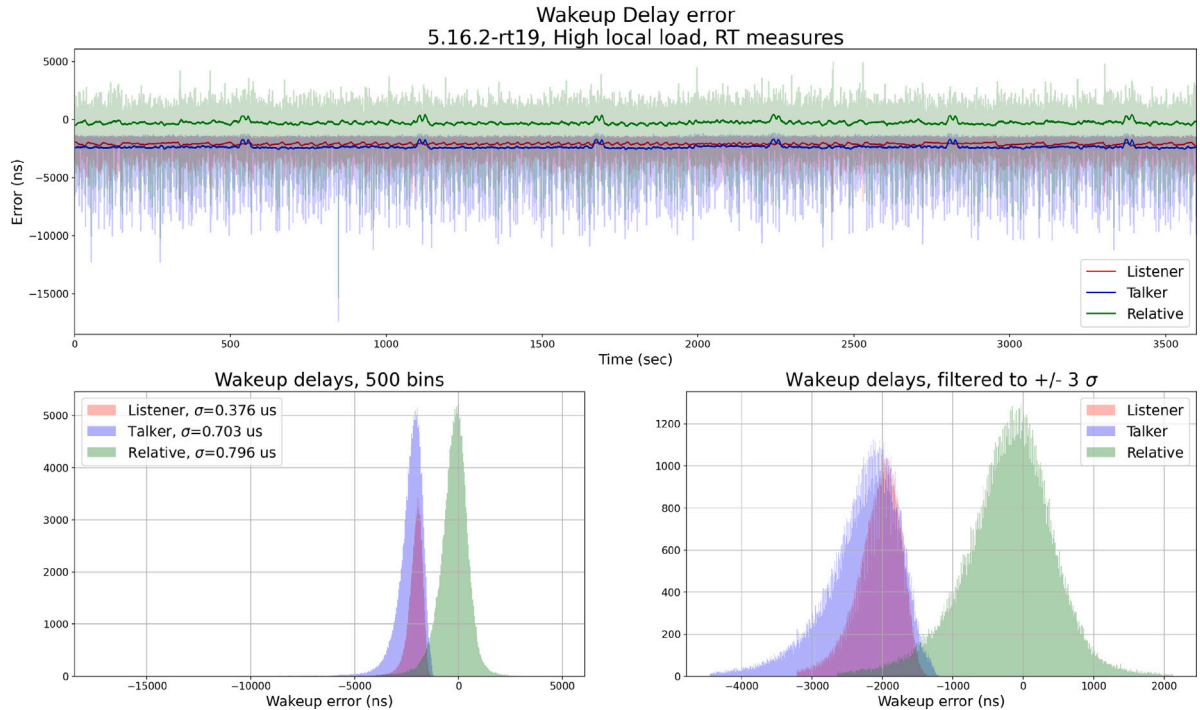 Wakeup Delay error
5.16.2-rt19, High local load, RT measures
5000
0
−5000
−10000
−15000
Error (ns)
Listener
Talker
Relative
0
500
1000
1500
2000
2500
3000
3500
Time (sec)
Wakeup delays, 500 bins
5000
4000
3000
2000
1000
0
Listener, σ=0.376 us
Talker, σ=0.703 us
Relative, σ=0.796 us
−15000
−10000
−5000
0
5000
Wakeup error (ns)
Wakeup delays, filtered to +/- 3 σ
1200
1000
800
600
400
200
0
Listener
Talker
Relative
−4000
−3000
−2000
−1000
0
1000
2000
Wakeup error (ns)